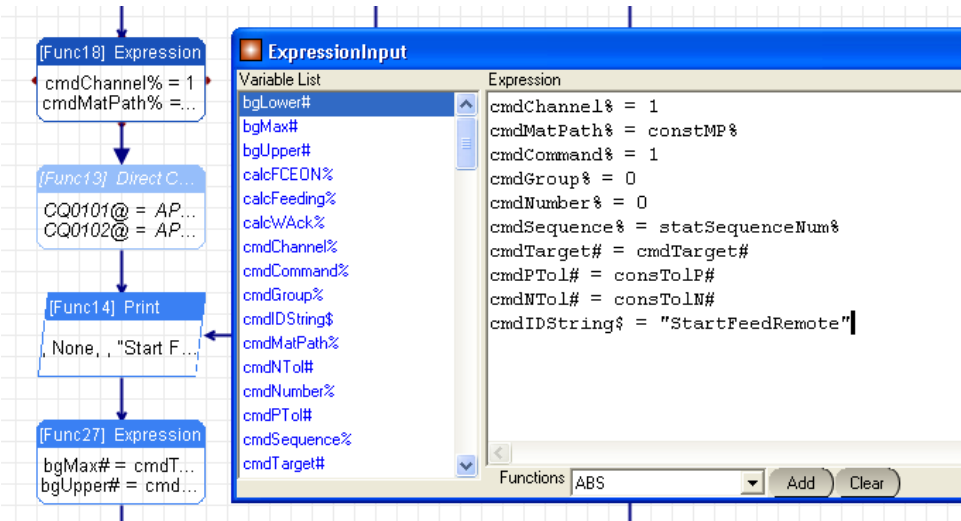 [Func18] Expression
cmdChannel% = 1
cmdMatPath% =...
[Func13] Direct C...
CQ0101@ = AP...
CQ0102@ = AP...
[Func14] Print
, None, , "Start F...
[Func27] Expression
bgMax# = cmdT...
bgUpper# = cmd...
ExpressionInput
Variable List
bgLower#
bgMax#
bgUpper#
calcFCEON%
calcFeeding%
calcWAck%
cmdChannel%
cmdCommand%
cmdGroup%
cmdIDString$
cmdMatPath%
cmdNTol#
cmdNumber%
cmdPTol#
cmdSequence%
cmdTarget#
Expression
cmdChannel% = 1
cmdMatPath% = constMP%
cmdCommand% = 1
cmdGroup% = 0
cmdNumber% = 0
cmdSequence% = statSequenceNum%
cmdTarget# = cmdTarget#
cmdPTol# = consTolP#
cmdNTol# = consTolN#
cmdIDString$ = "StartFeedRemote"
Functions ABS Add Clear